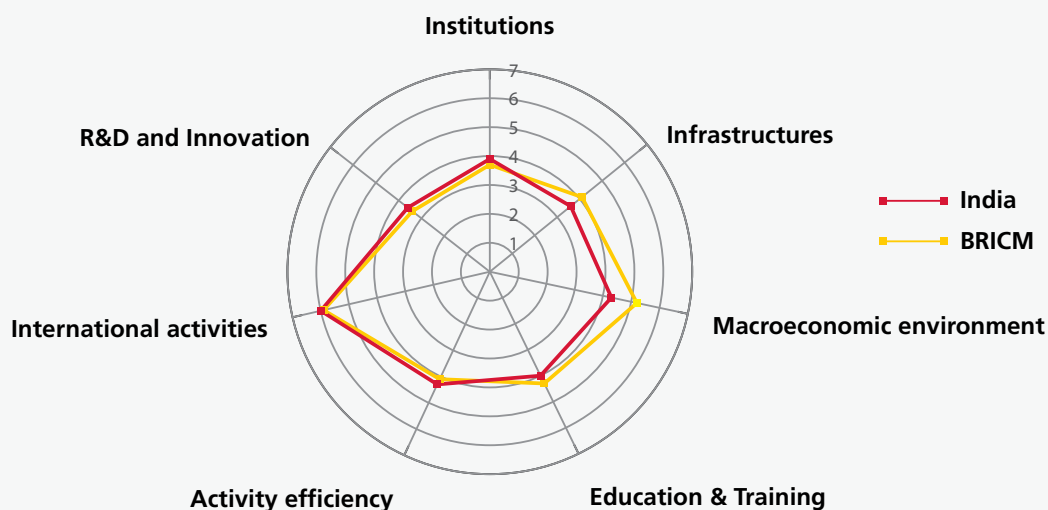 Institutions
7
6
5
4
3
2
1
R&D and Innovation
Infrastructures
India
BRICM
International activities
Macroeconomic environment
Activity efficiency
Education & Training